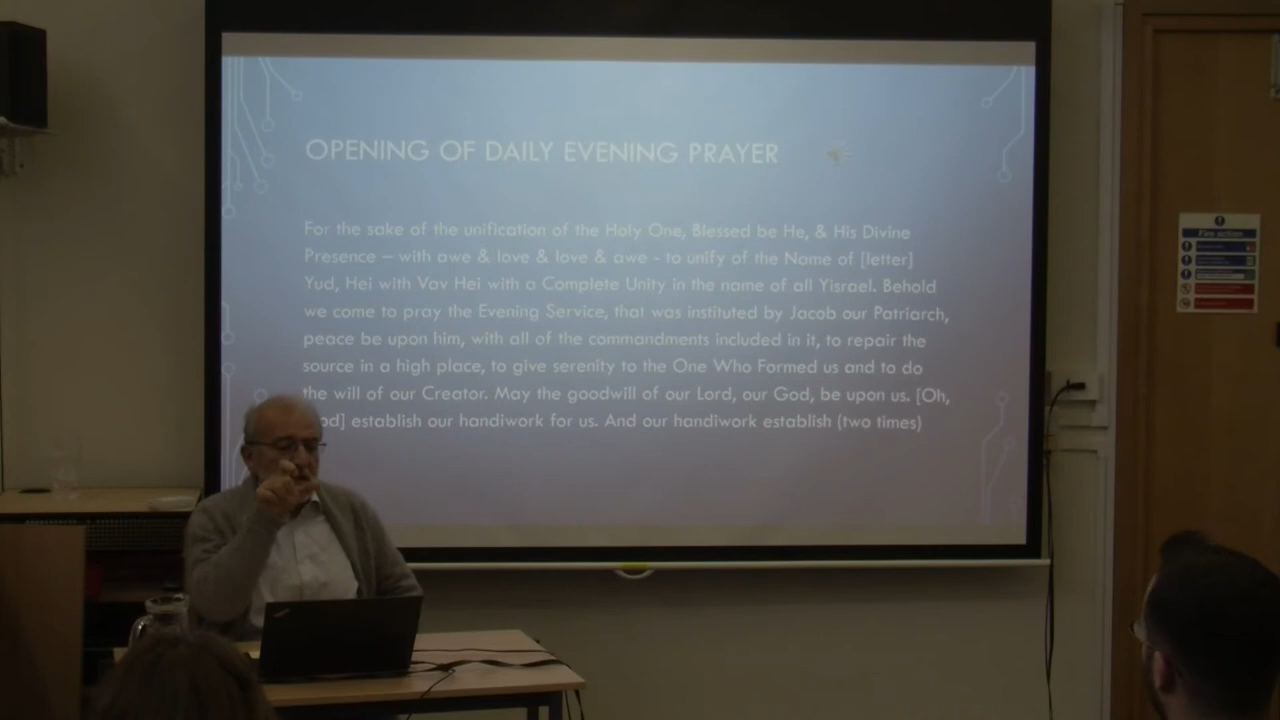 OPENING OF DAILY EVENING PRAYER
For the sake of the unification of the Holy One, Blessed be He, & His Divine
Presence – with awe & love & love & awe - to unify of the Name of [letter]
Yud, Hei with Vav Hei with a Complete Unity in the name of all Yisrael. Behold
we come to pray the Evening Service, that was instituted by Jacob our Patriarch,
peace be upon him, with all of the commandments included in it, to repair the
source in a high place, to give serenity to the One Who Formed us and to do
the will of our Creator. May the goodwill of our Lord, our God, be upon us. [Oh,
establish our handiwork for us. And our handiwork establish (two times)
Fire action